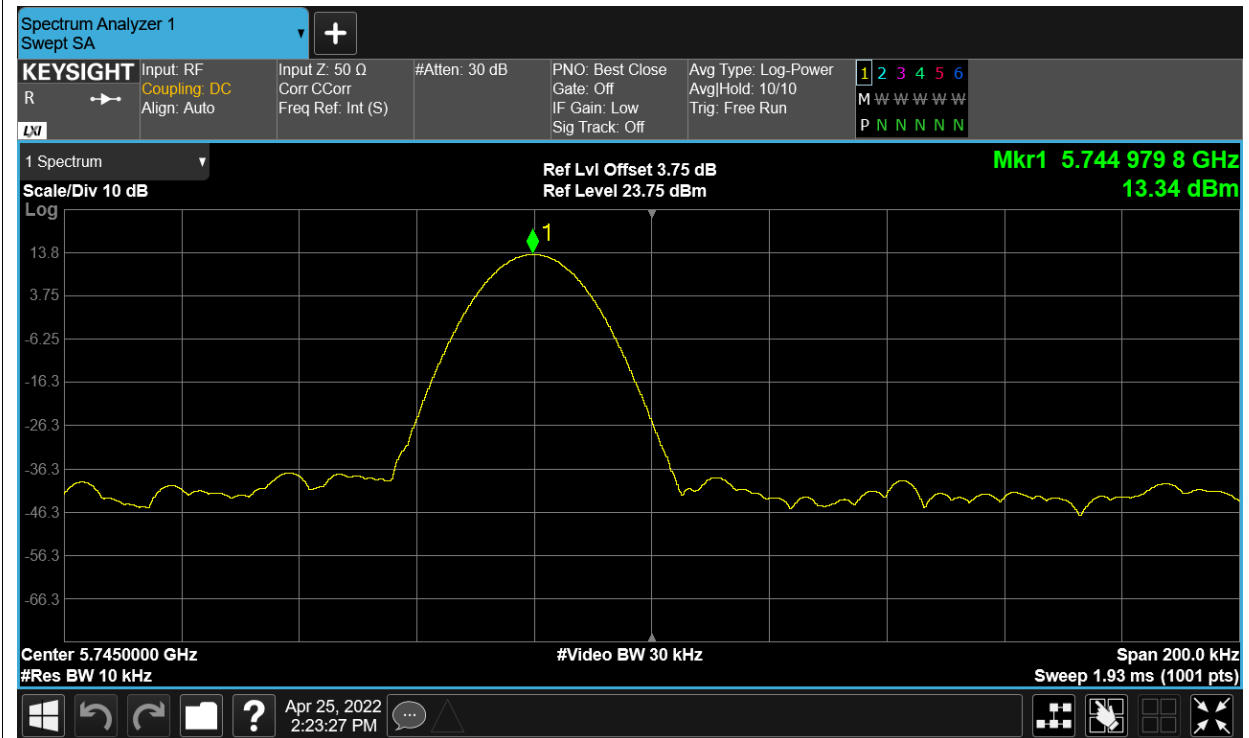 Spectrum Analyzer 1
Swept SA
KEYSIGHT
R
LXI
Input: RF
Coupling: DC
Align: Auto
Input Z: 50 Ω
Corr CCorr
Freq Ref: Int (S)
#Atten: 30 dB
PNO: Best Close
Gate: Off
IF Gain: Low
Sig Track: Off
Avg Type: Log-Power
Avg|Hold: 10/10
Trig: Free Run
1 2 3 4 5 6
M W W W W W
P N N N N N
1 Spectrum
Scale/Div 10 dB
Ref Lvl Offset 3.75 dB
Ref Level 23.75 dBm
Mkr1 5.744 979 8 GHz
13.34 dBm
Log
1
13.8
3.75
-6.25
-16.3
-26.3
-36.3
-46.3
-56.3
-66.3
Center 5.7450000 GHz
#Video BW 30 kHz
Span 200.0 kHz
#Res BW 10 kHz
Sweep 1.93 ms (1001 pts)
?
Apr 25, 2022
2:23:27 PM